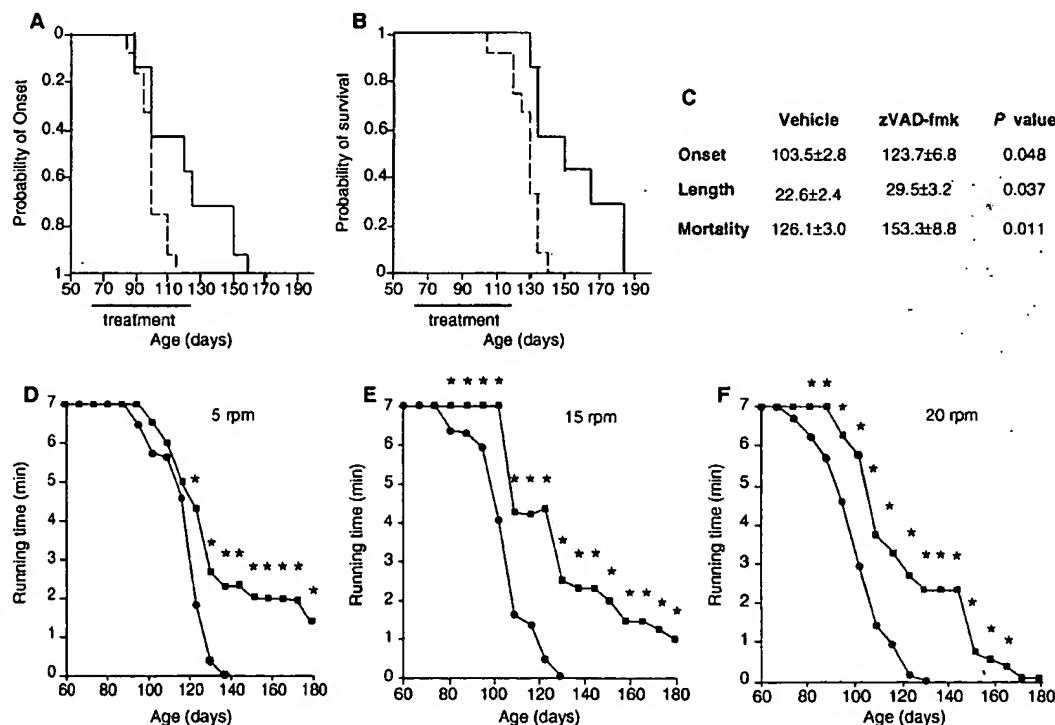 A
Probability of Onset
0
0.2
0.4
0.6
0.8
1
50 70 90 110 130 150 170 190
treatment
Age (days)
B
Probability of survival
1
0.8
0.6
0.4
0.2
0
50 70 90 110 130 150 170 190
treatment
Age (days)
C
Vehicle zVAD-fmk P value
Onset 103.5±2.8 123.7±6.8 0.048
Length 22.6±2.4 29.5±3.2 0.037
Mortality 126.1±3.0 153.3±8.8 0.011
D
5 rpm
Running time (min)
7
6
5
4
3
2
1
0
60 80 100 120 140 160 180
Age (days)
E
15 rpm
Running time (min)
7
6
5
4
3
2
1
0
60 80 100 120 140 160 180
Age (days)
F
20 rpm
Running time (min)
7
6
5
4
3
2
1
0
60 80 100 120 140 160 180
Age (days)